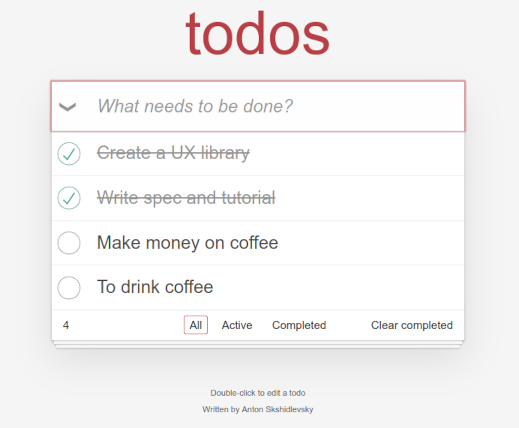 todos
What needs to be done?
Create a UX library
Write spec and tutorial
Make money on coffee
To drink coffee
4 All Active Completed Clear completed
Double-click to edit a todo
Written by Anton Skshidlevsky